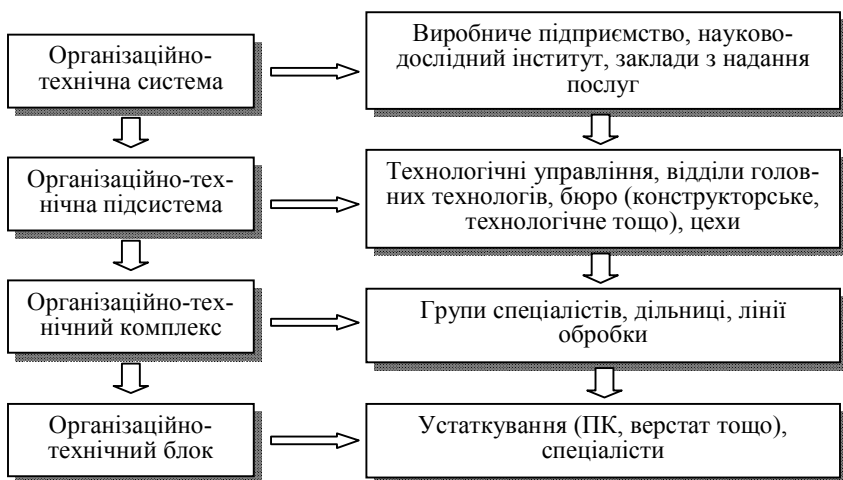 Організаційно-
технічна система
Виробниче підприємство, науково-
дослідний інститут, заклади з надання
послуг
Організаційно-тех-
нічна підсистема
Технологічні управління, відділи голов-
них технологів, бюро (конструкторське,
технологічне тощо), цехи
Організаційно-тех-
нічний комплекс
Групи спеціалістів, дільниці, лінії
обробки
Організаційно-
технічний блок
Устаткування (ПК, верстат тощо),
спеціалісти